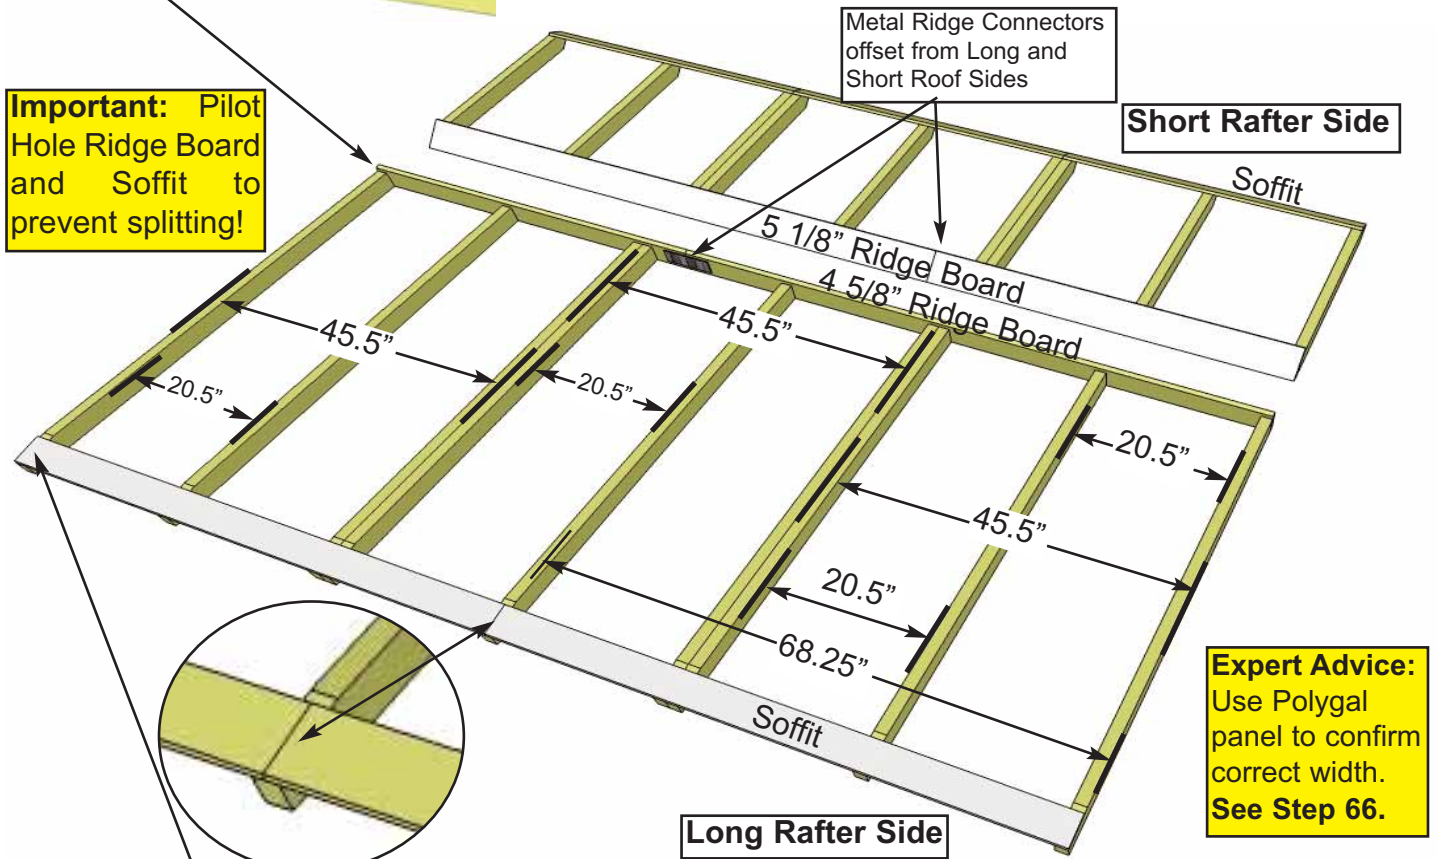 Metal Ridge Connectors
offset from Long and
Short Roof Sides
Important: Pilot
Hole Ridge Board
and Soffit to
prevent splitting!
Short Rafter Side
Soffit
5 1/8” Ridge Board
4 5/8” Ridge Board
45.5”
45.5”
20.5”
20.5”
20.5”
45.5”
20.5”
68.25”
Soffit
Expert Advice:
Use Polygal
panel to confirm
correct width.
See Step 66.
Long Rafter Side